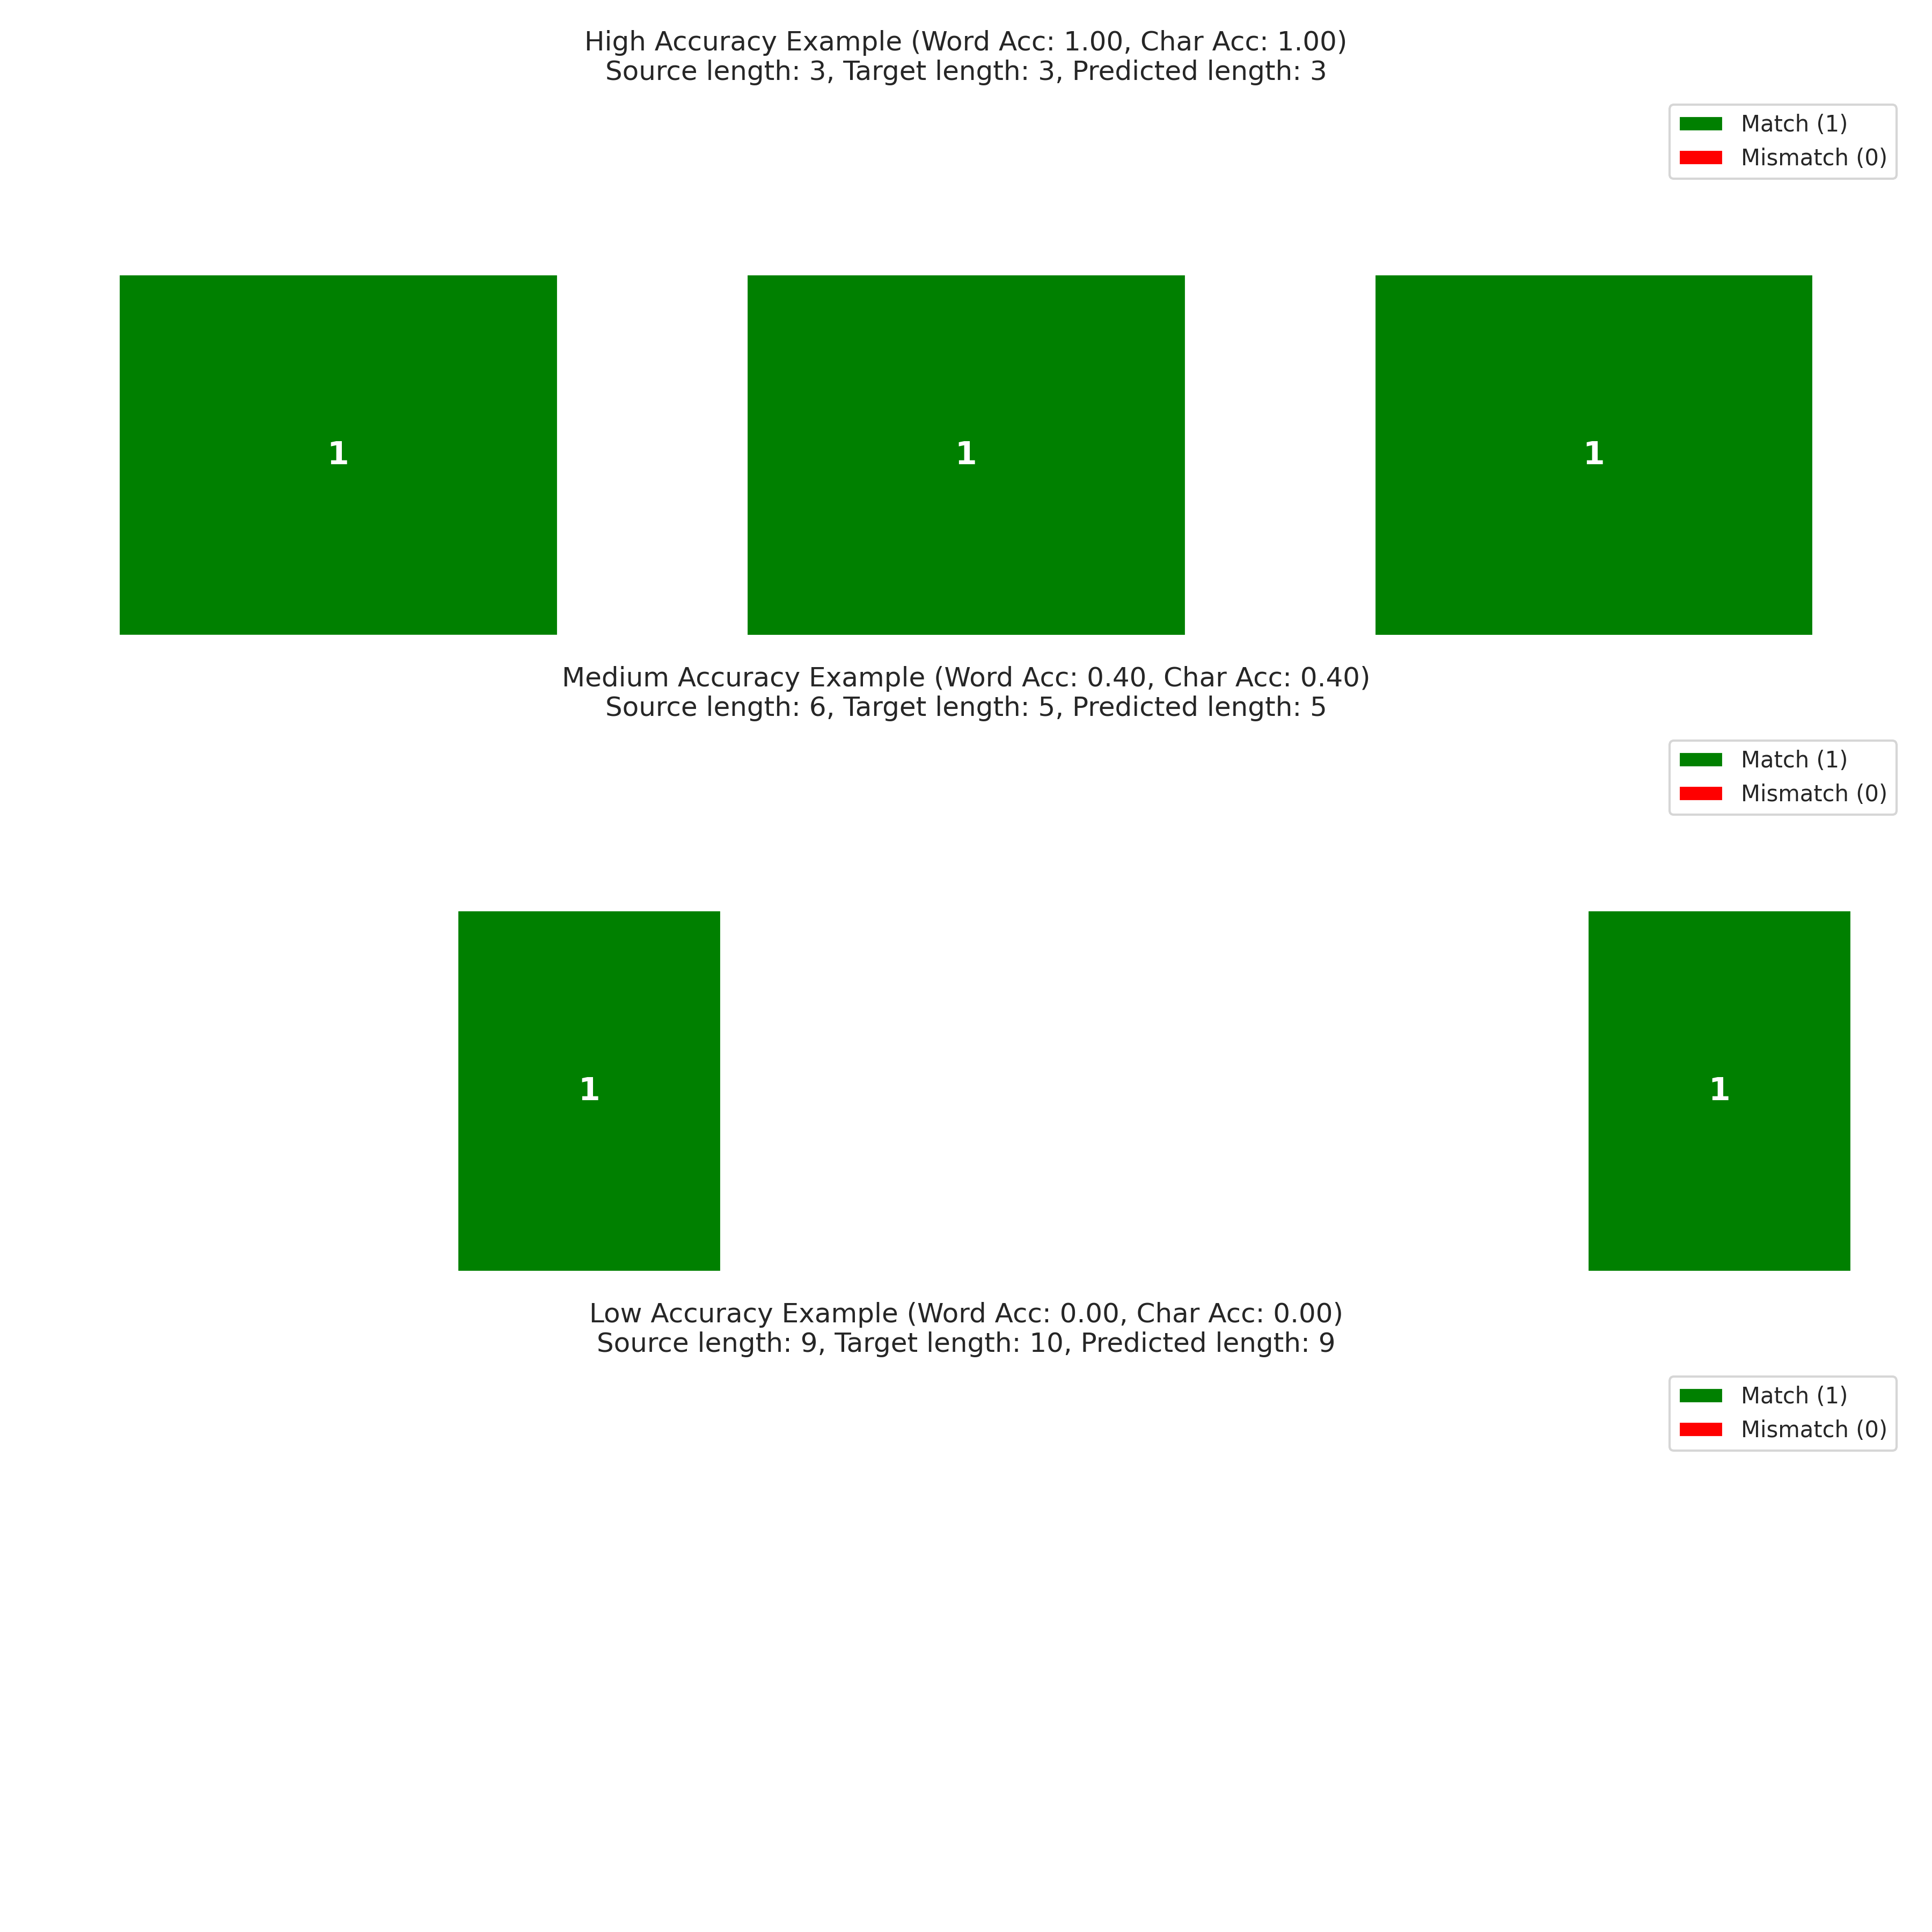 High Accuracy Example (Word Acc: 1.00, Char Acc: 1.00)
Source length: 3, Target length: 3, Predicted length: 3
Match (1)
Mismatch (0)
1 1 1
Medium Accuracy Example (Word Acc: 0.40, Char Acc: 0.40)
Source length: 6, Target length: 5, Predicted length: 5
Match (1)
Mismatch (0)
1 1
Low Accuracy Example (Word Acc: 0.00, Char Acc: 0.00)
Source length: 9, Target length: 10, Predicted length: 9
Match (1)
Mismatch (0)